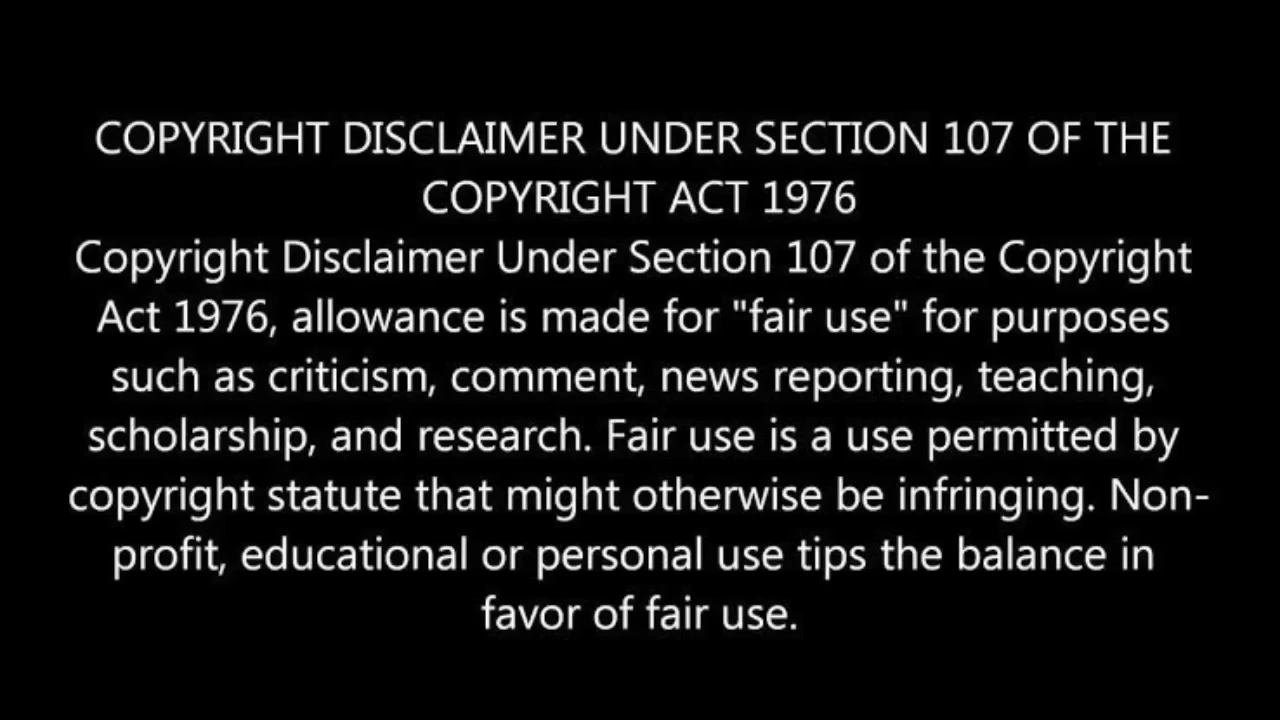 COPYRIGHT DISCLAIMER UNDER SECTION 107 OF THE
COPYRIGHT ACT 1976
Copyright Disclaimer Under Section 107 of the Copyright
Act 1976, allowance is made for "fair use" for purposes
such as criticism, comment, news reporting, teaching,
scholarship, and research. Fair use is a use permitted by
copyright statute that might otherwise be infringing. Non-
profit, educational or personal use tips the balance in
favor of fair use.